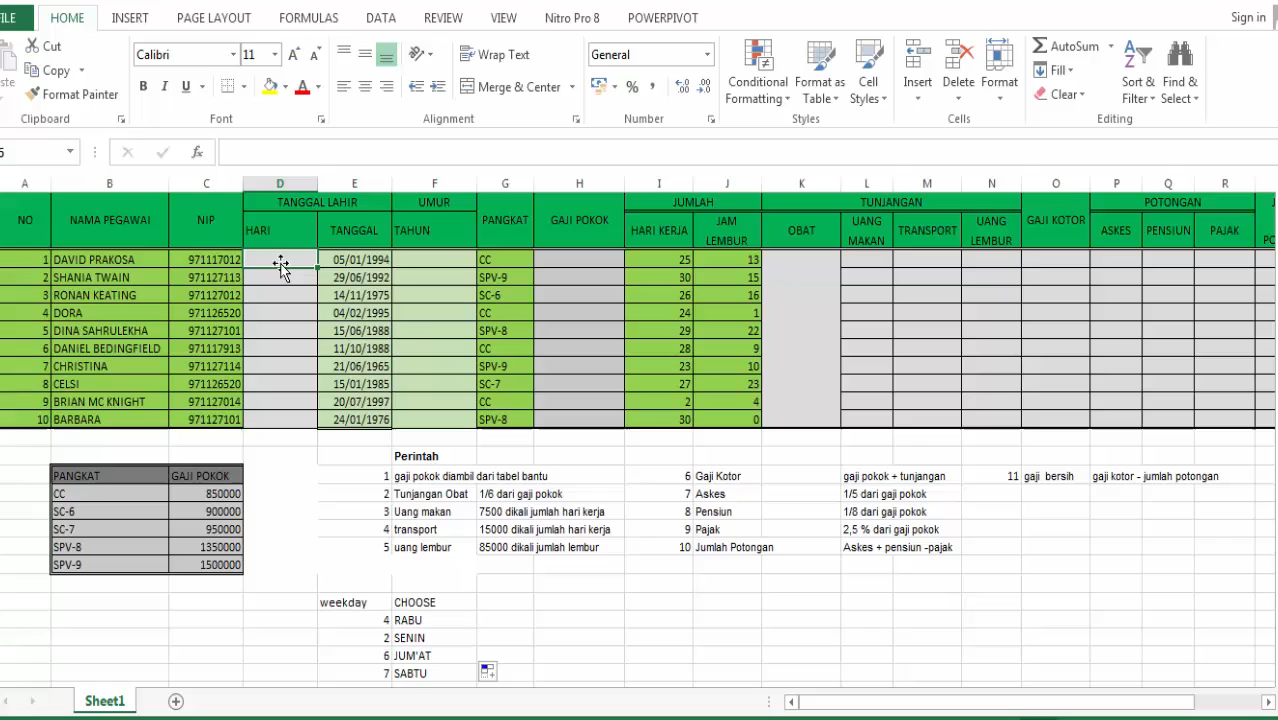 FILE HOME INSERT PAGE LAYOUT FORMULAS DATA REVIEW VIEW Nitro Pro 8 POWERPIVOT Sign in
Cut Calibri 11 Wrap Text General AutoSum
Copy Conditional Format as Cell Insert Delete Format Fill Sort & Find &
Format Painter B I U Merge & Center Formatting Table Styles Clear Filter Select
Clipboard Font Alignment Number Styles Cells Editing
fx
A B C D E F G H I J K L M N O P Q R
TANGGAL LAHIR UMUR JUMLAH TUNJANGAN POTONGAN
NO NAMA PEGAWAI NIP HARI TANGGAL TAHUN PANGKAT GAJI POKOK HARI KERJA JAM LEMBUR OBAT UANG MAKAN TRANSPORT UANG LEMBUR GAJI KOTOR ASKES PENSIUN PAJAK
1 DAVID PRAKOSA 971117012 05/01/1994 CC 25 13
2 SHANIA TWAIN 971127113 29/06/1992 SPV-9 30 15
3 RONAN KEATING 971127012 14/11/1975 SC-6 26 16
4 DORA 971126520 04/02/1995 CC 24 1
5 DINA SAHRULEKHA 971127101 15/06/1988 SPV-8 29 22
6 DANIEL BEDINGFIELD 971117913 11/10/1988 CC 28 9
7 CHRISTINA 971127114 21/06/1965 SPV-9 23 10
8 CELSI 971126520 15/01/1985 SC-7 27 23
9 BRIAN MC KNIGHT 971127014 20/07/1997 CC 2 4
10 BARBARA 971127101 24/01/1976 SPV-8 30 0
Perintah
PANGKAT GAJI POKOK 1 gaji pokok diambil dari tabel bantu 6 Gaji Kotor gaji pokok + tunjangan 11 gaji bersih gaji kotor - jumlah potongan
CC 850000 2 Tunjangan Obat 1/6 dari gaji pokok 7 Askes 1/5 dari gaji pokok
SC-6 900000 3 Uang makan 7500 dikali jumlah hari kerja 8 Pensiun 1/8 dari gaji pokok
SC-7 950000 4 transport 15000 dikali jumlah hari kerja 9 Pajak 2,5 % dari gaji pokok
SPV-8 1350000 5 uang lembur 85000 dikali jumlah lembur 10 Jumlah Potongan Askes + pensiun -pajak
SPV-9 1500000
weekday CHOOSE
4 RABU
2 SENIN
6 JUM'AT
7 SABTU
Sheet1